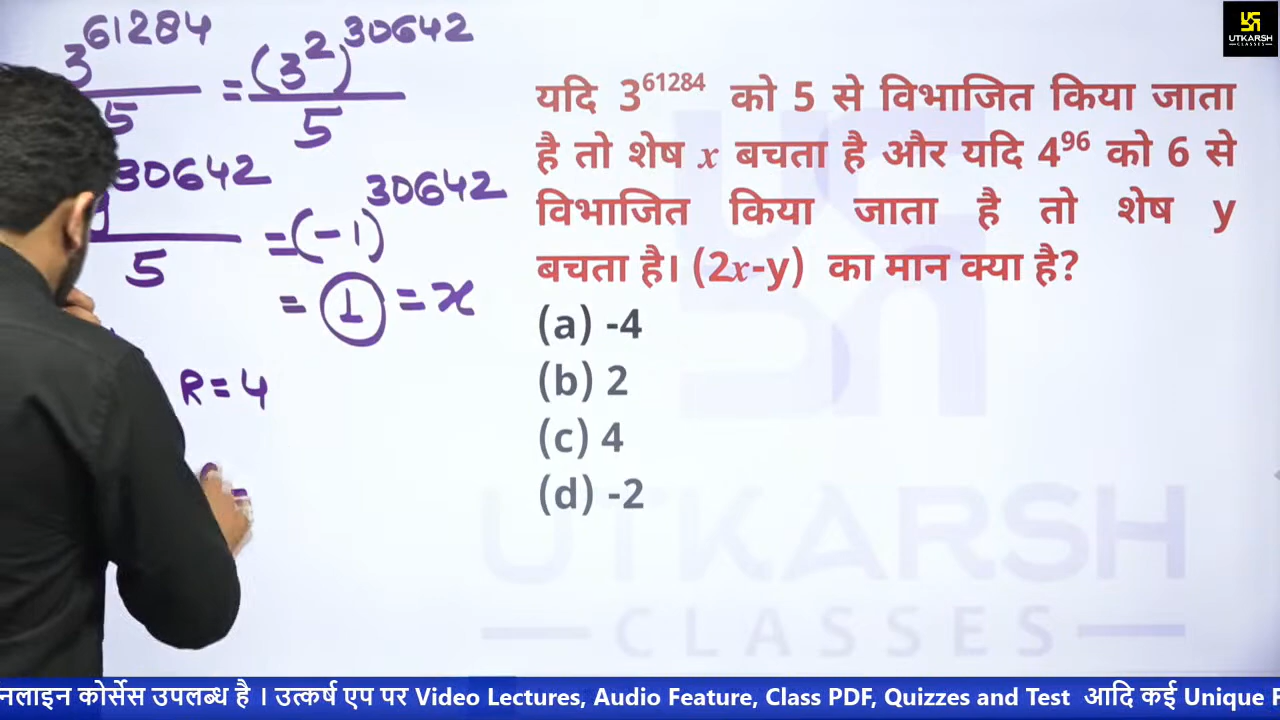 3^61284 / 5 = (3^2)^30642 / 5
30642 / 5 = (-1)^30642
= 1 = x
R = 4
UTKARSH
CLASSES
यदि 3^61284 को 5 से विभाजित किया जाता
है तो शेष x बचता है और यदि 4^96 को 6 से
विभाजित किया जाता है तो शेष y
बचता है। (2x-y) का मान क्या है?
(a) -4
(b) 2
(c) 4
(d) -2
UTKARSH
CLASSES
कोर्सेस उपलब्ध है । उत्कर्ष एप पर Video Lectures, Audio Feature, Class PDF, Quizzes and Test आदि कई Unique